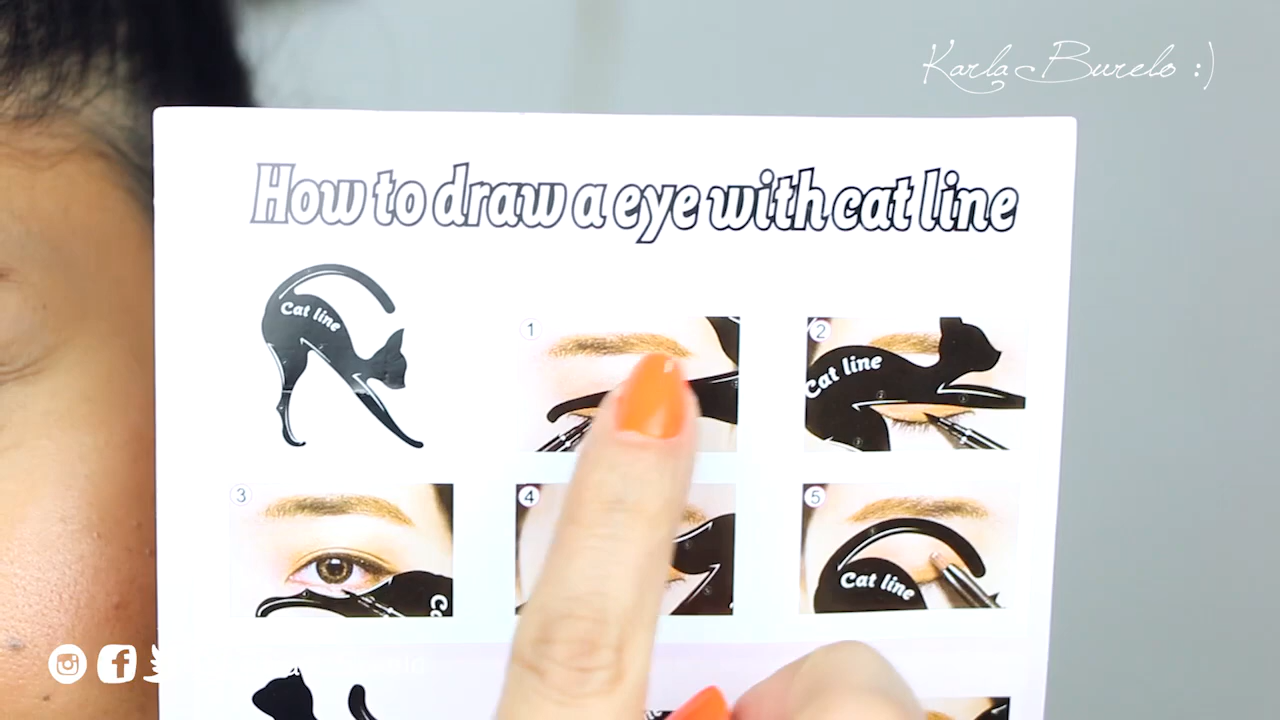 Karla Burelo :)
How to draw a eye with cat line
Cat line
1
2
Cat line
3
4
5
Cat line